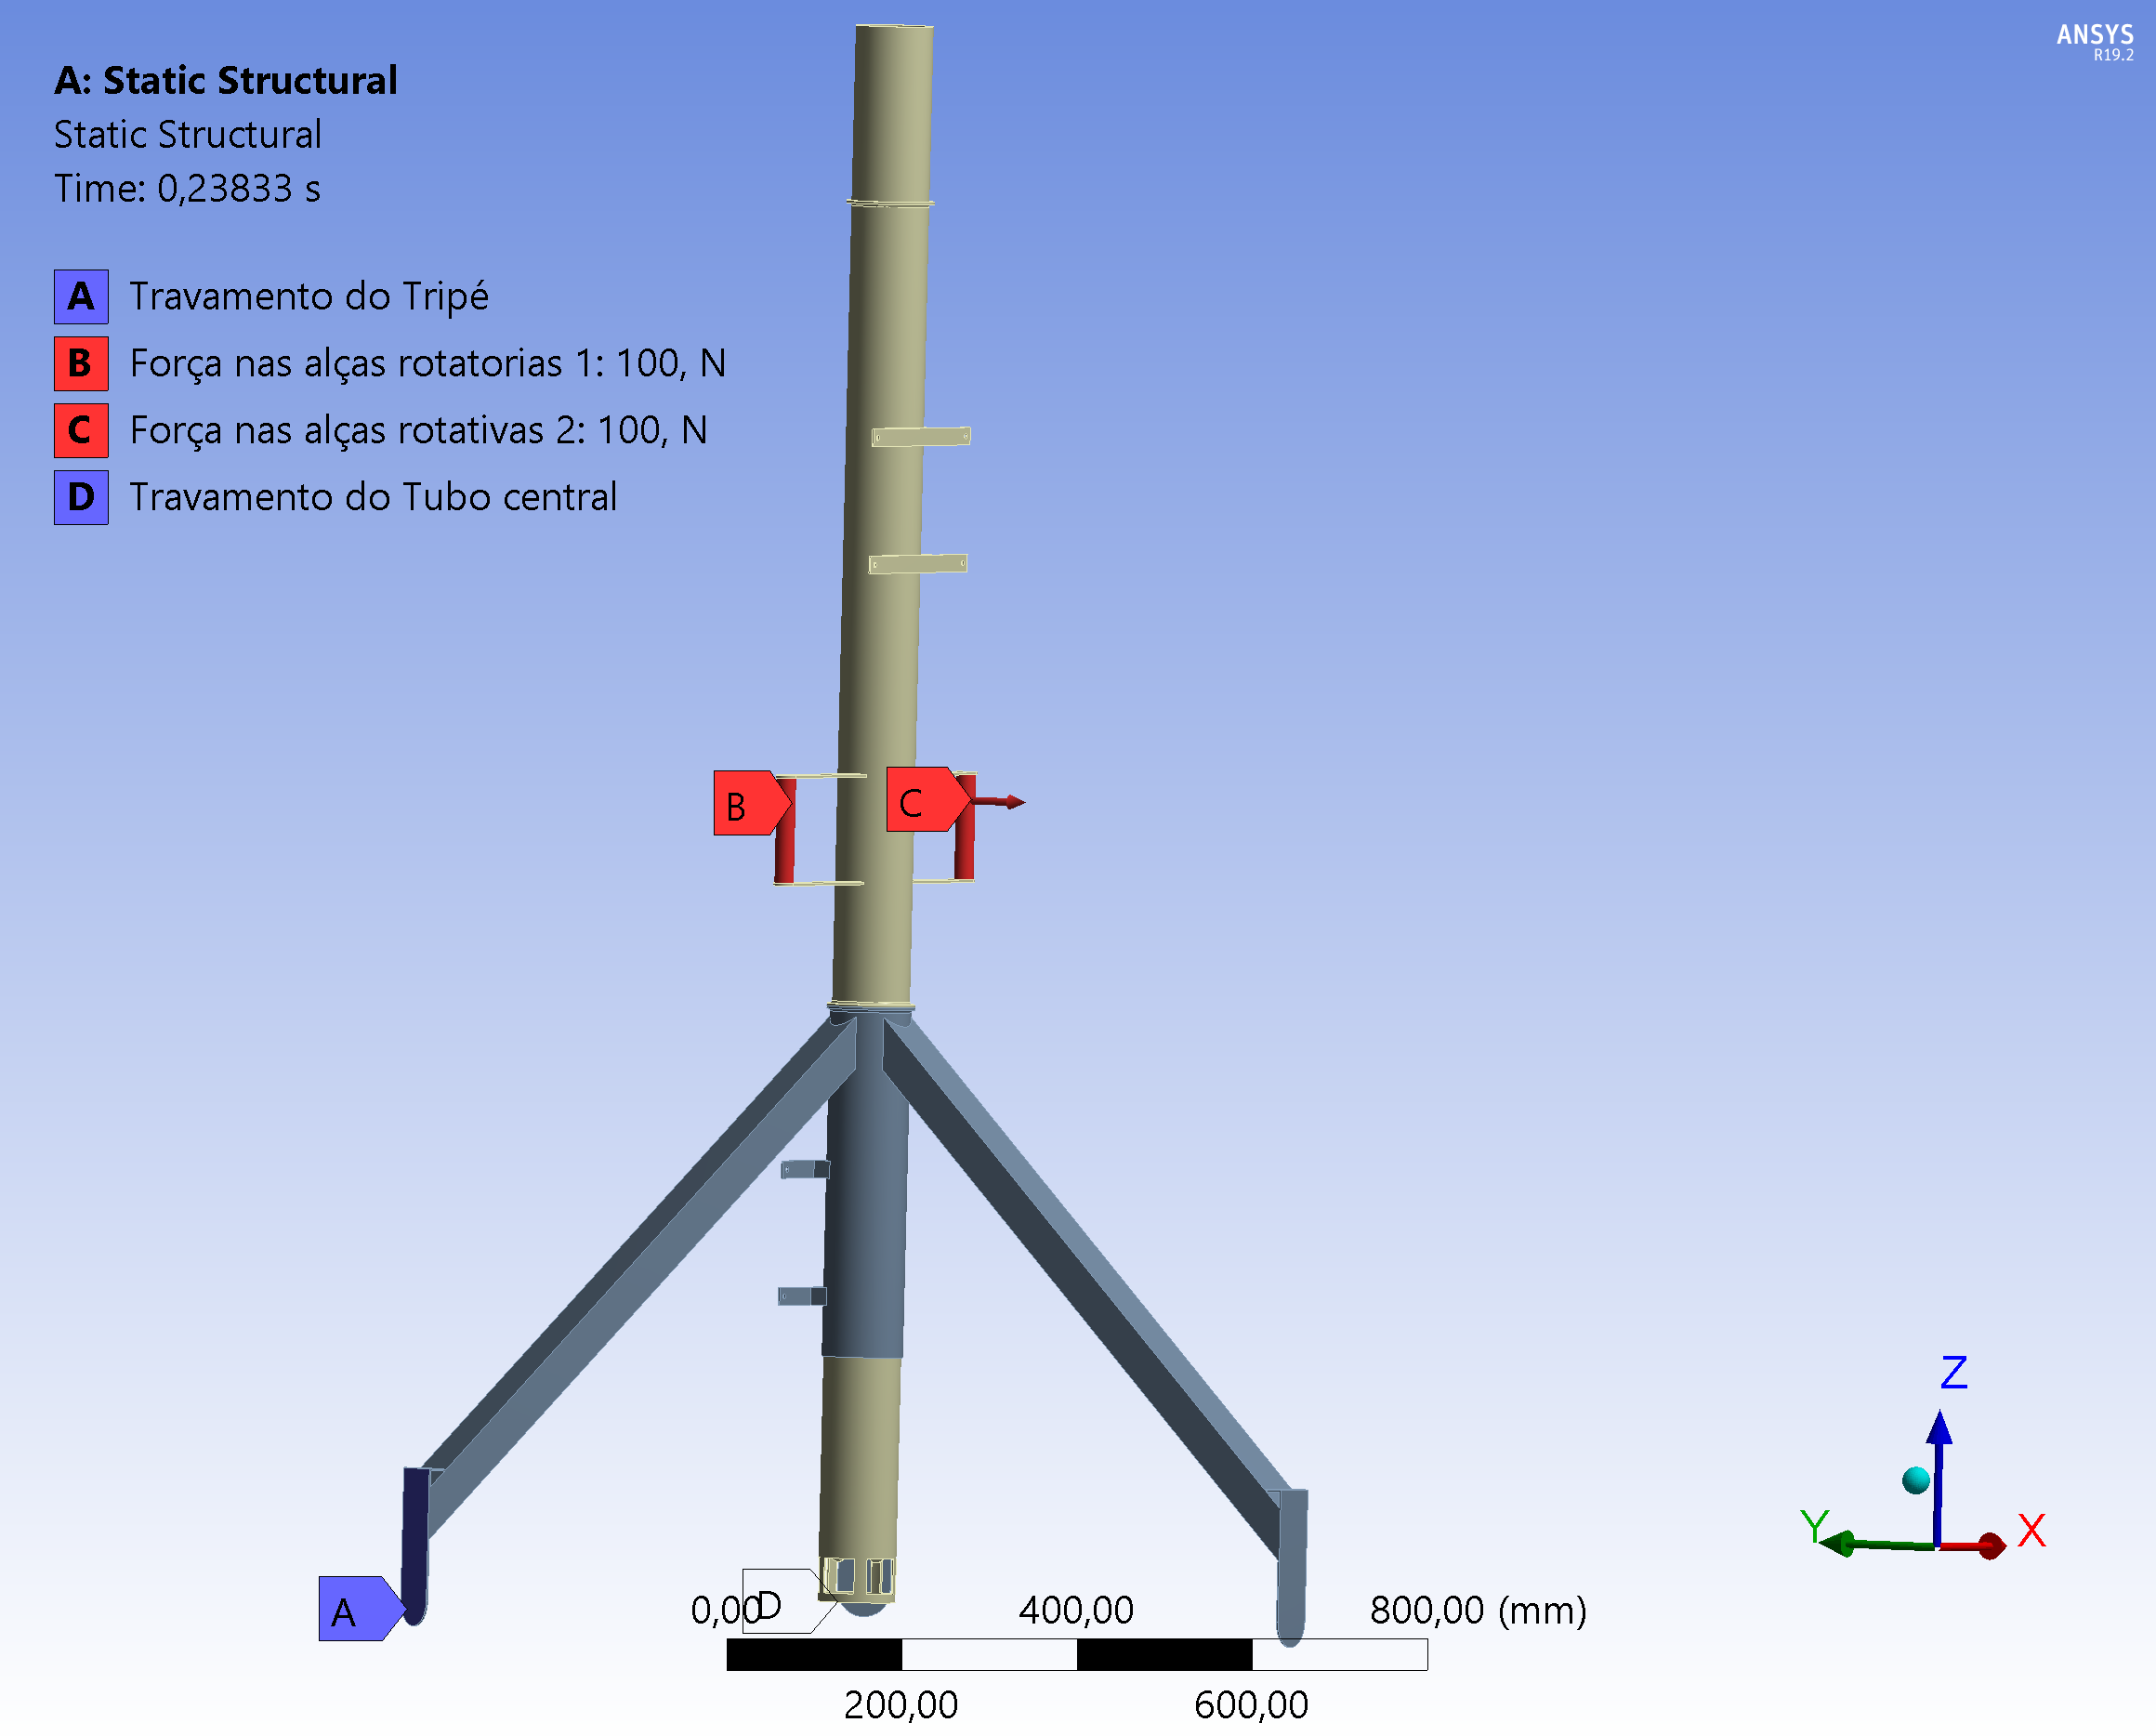 ANSYS
R19.2
A: Static Structural
Static Structural
Time: 0,23833 s
A Travamento do Tripé
B Força nas alças rotatorias 1: 100, N
C Força nas alças rotativas 2: 100, N
D Travamento do Tubo central
B
C
Z
Y
X
A
D
0,00 400,00 800,00 (mm)
200,00 600,00